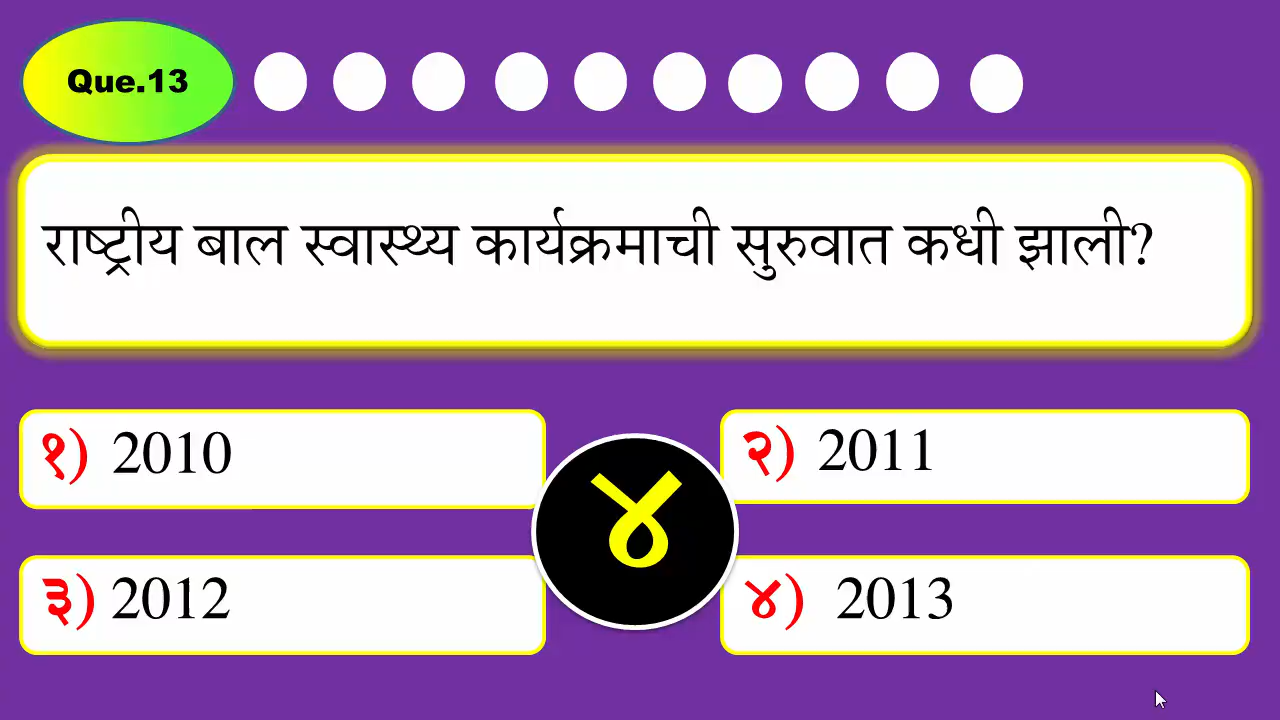 Que.13
राष्ट्रीय बाल स्वास्थ्य कार्यक्रमाची सुरुवात कधी झाली?
१) 2010
२) 2011
४
३) 2012
४) 2013